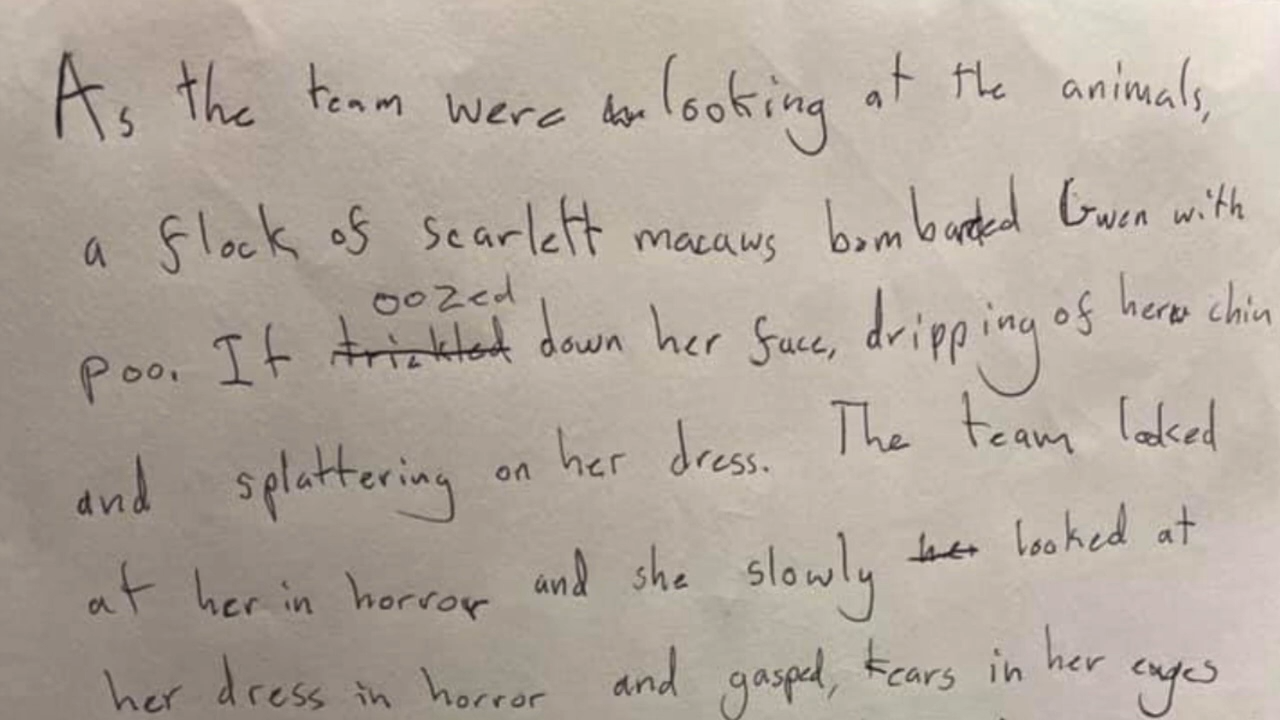 As the team were looking at the animals,
a flock of scarlett macaws bombarded Gwen with
oozed
poo. It trickled down her face, dripping of her chin
and splattering on her dress. The team looked
at her in horror and she slowly looked at
her dress in horror and gasped, tears in her eyes